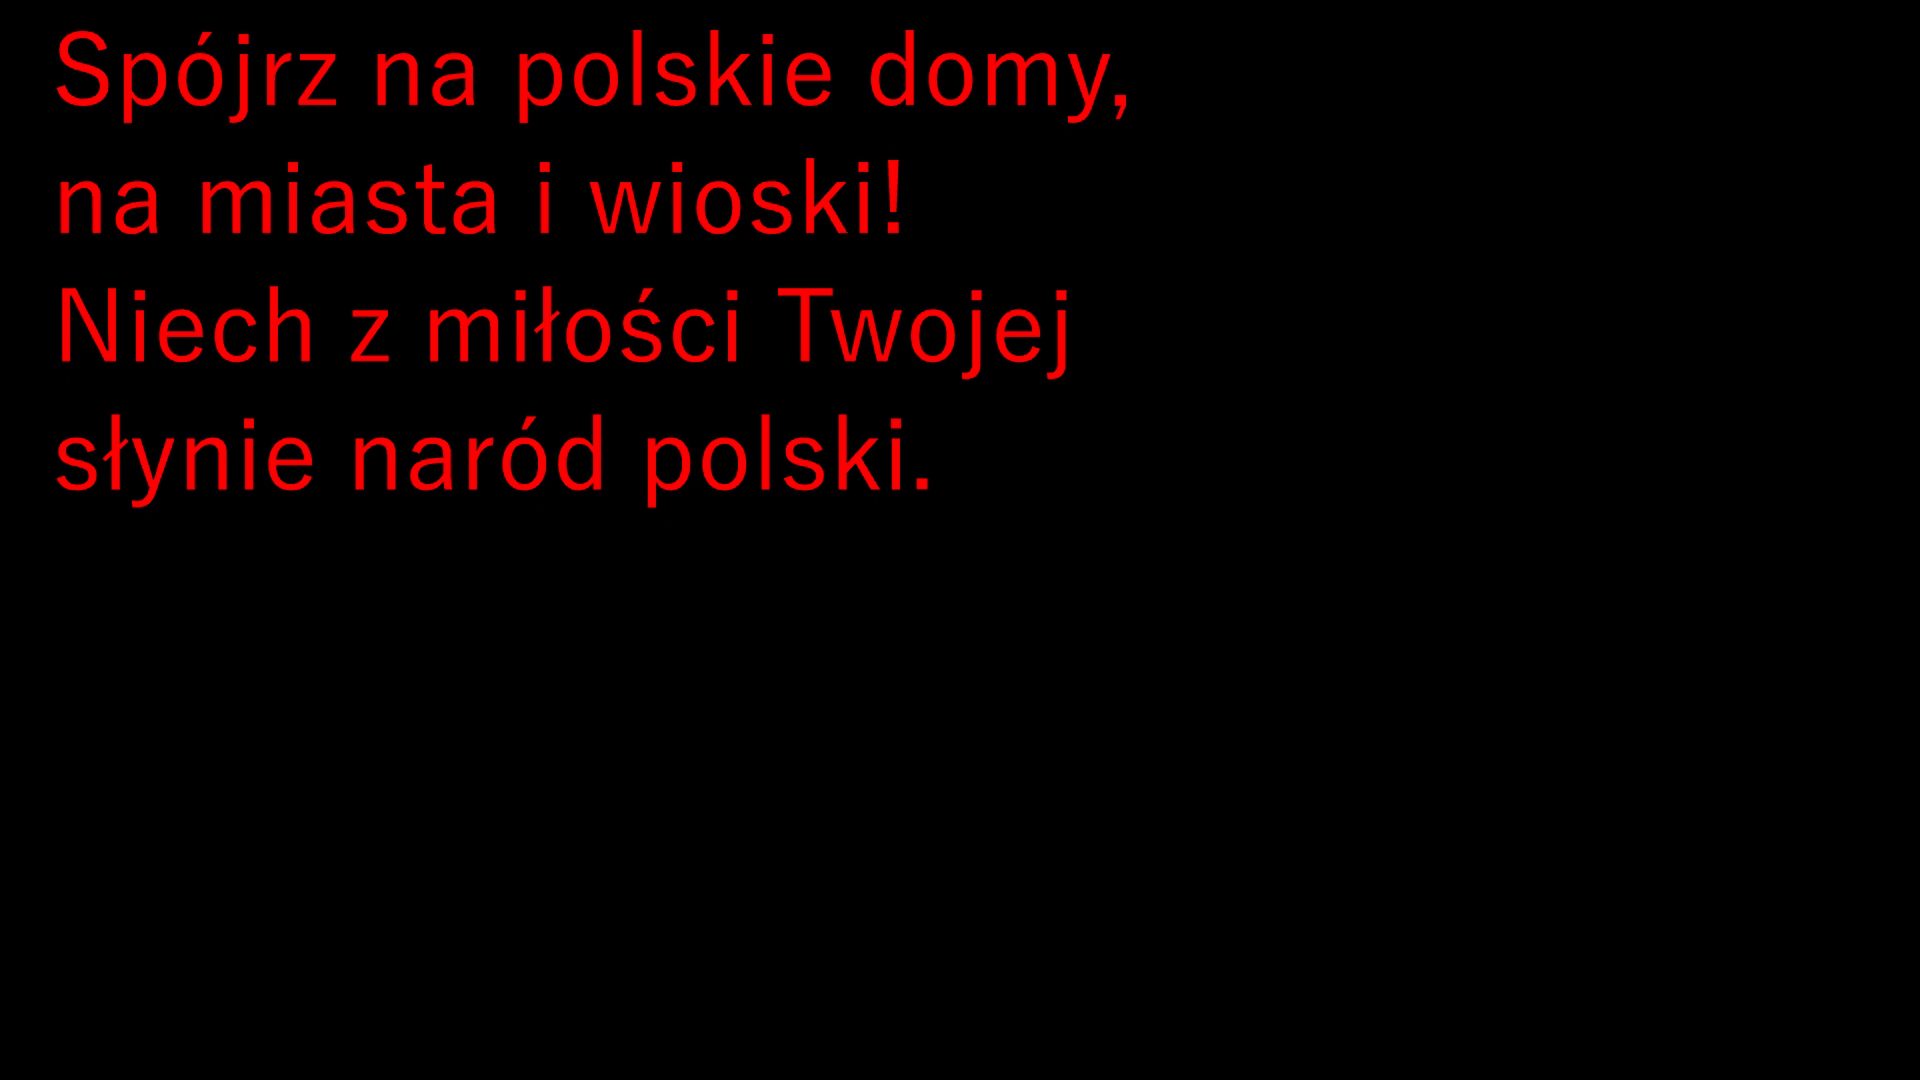 Spójrz na polskie domy,
na miasta i wioski!
Niech z miłości Twojej
słynie naród polski.